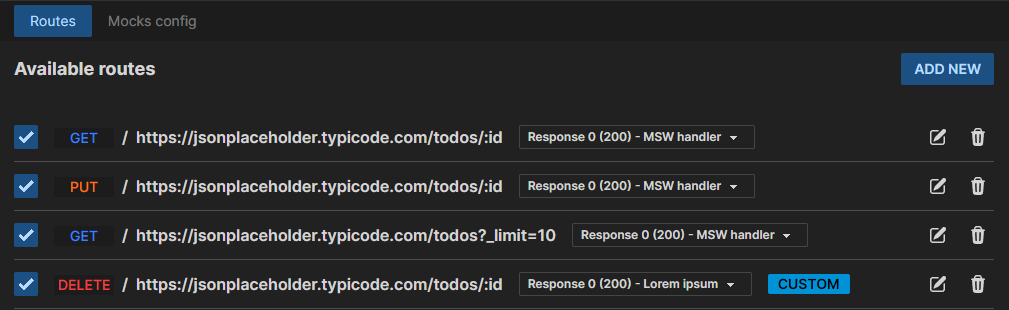 Routes Mocks config
Available routes ADD NEW
GET / https://jsonplaceholder.typicode.com/todos/:id Response 0 (200) - MSW handler
PUT / https://jsonplaceholder.typicode.com/todos/:id Response 0 (200) - MSW handler
GET / https://jsonplaceholder.typicode.com/todos?_limit=10 Response 0 (200) - MSW handler
DELETE / https://jsonplaceholder.typicode.com/todos/:id Response 0 (200) - Lorem ipsum CUSTOM